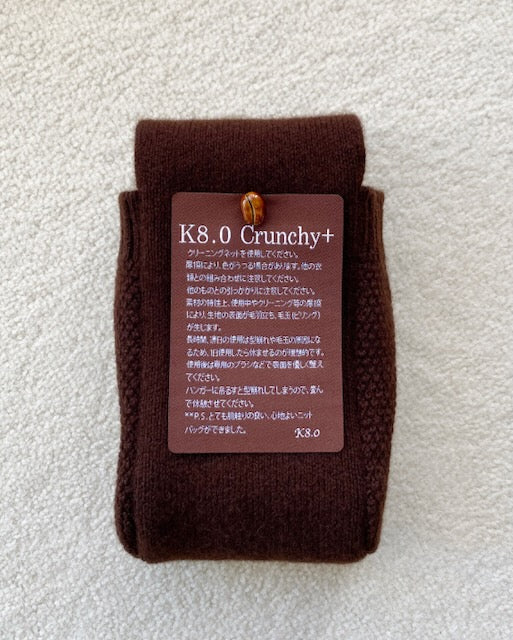 K8.0 Crunchy+
クリーニングネットを使用してください。
摩擦により、色がうつる場合があります。他の衣
類との組み合わせに注意してください。
他のものとの引っかかりに注意してください。
素材の特性上、使用中やクリーニング等の摩擦
により、生地の表面が毛羽立ち、毛玉(ピリング)
が生じます。
長時間、連日の使用は型崩れや毛玉の原因にな
るため、1日使用したら休ませるのが理想的です。
使用後は専用のブラシなどで表面を優しく整え
てください。
ハンガーに吊るすと型崩れしてしまうので、畳ん
で休憩させてください。
**P.S.とても肌触りの良い、心地よいニット
バッグができました。
K8.0